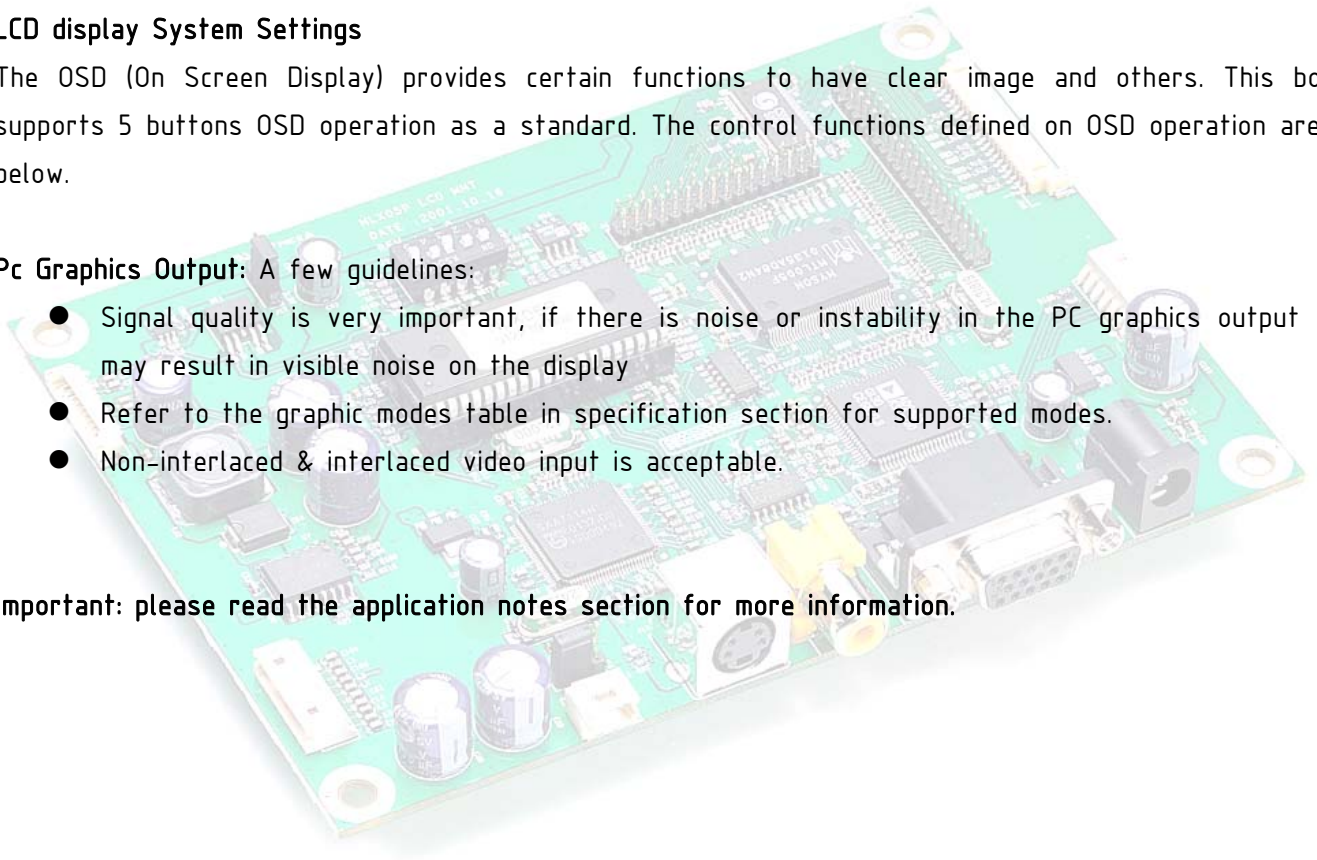 LCD display System Settings
The OSD (On Screen Display) provides certain functions to have clear image and others. This bo
supports 5 buttons OSD operation as a standard. The control functions defined on OSD operation are
below.
Pc Graphics Output: A few guidelines:
● Signal quality is very important, if there is noise or instability in the PC graphics output
may result in visible noise on the display
● Refer to the graphic modes table in specification section for supported modes.
● Non-interlaced & interlaced video input is acceptable.
Important: please read the application notes section for more information.
DATE 2001.10.18